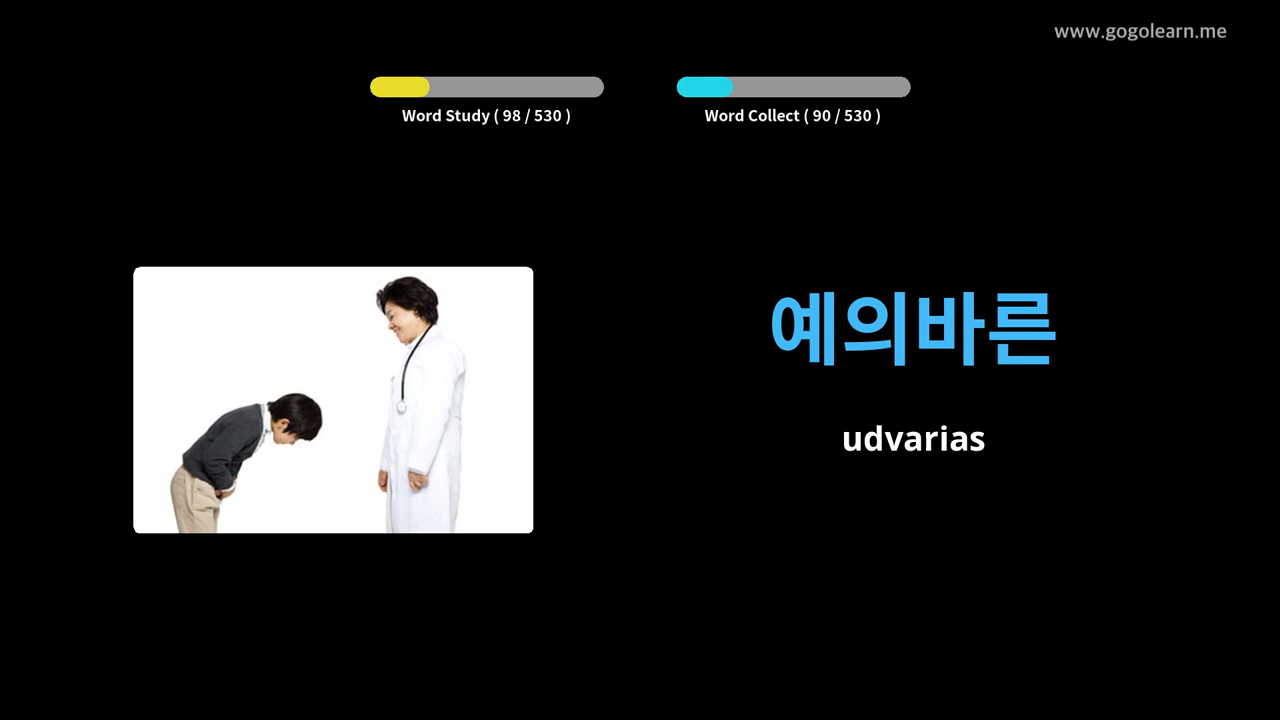 www.gogolearn.me
Word Study ( 98 / 530 )
Word Collect ( 90 / 530 )
예의바른
udvarias